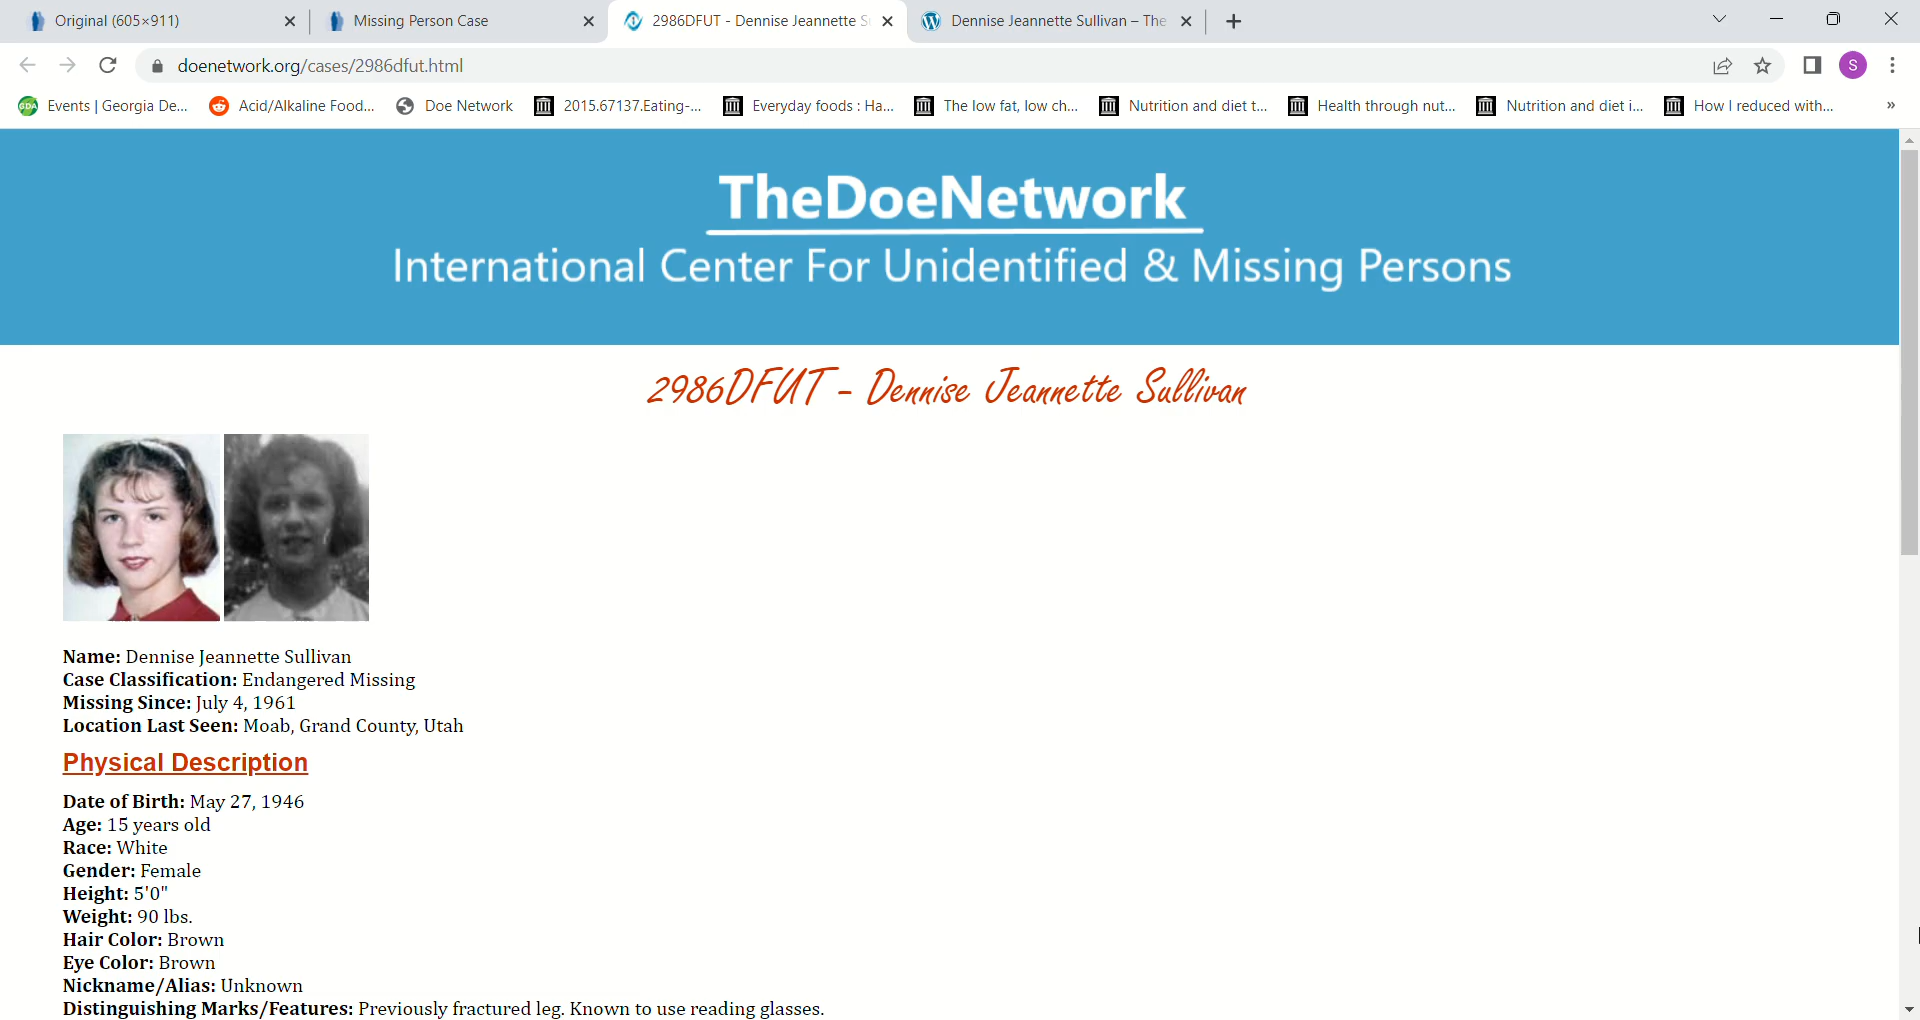 Original (605×911)
Missing Person Case
2986DFUT - Dennise Jeannette S
Dennise Jeannette Sullivan – The
doenetwork.org/cases/2986dfut.html
S
GDA
Events | Georgia De...
Acid/Alkaline Food...
Doe Network
2015.67137.Eating-...
Everyday foods : Ha...
The low fat, low ch...
Nutrition and diet t...
Health through nut...
Nutrition and diet i...
How I reduced with...
»
TheDoeNetwork
International Center For Unidentified & Missing Persons
2986DFUT - Dennise Jeannette Sullivan
Name: Dennise Jeannette Sullivan
Case Classification: Endangered Missing
Missing Since: July 4, 1961
Location Last Seen: Moab, Grand County, Utah
Physical Description
Date of Birth: May 27, 1946
Age: 15 years old
Race: White
Gender: Female
Height: 5'0"
Weight: 90 lbs.
Hair Color: Brown
Eye Color: Brown
Nickname/Alias: Unknown
Distinguishing Marks/Features: Previously fractured leg. Known to use reading glasses.